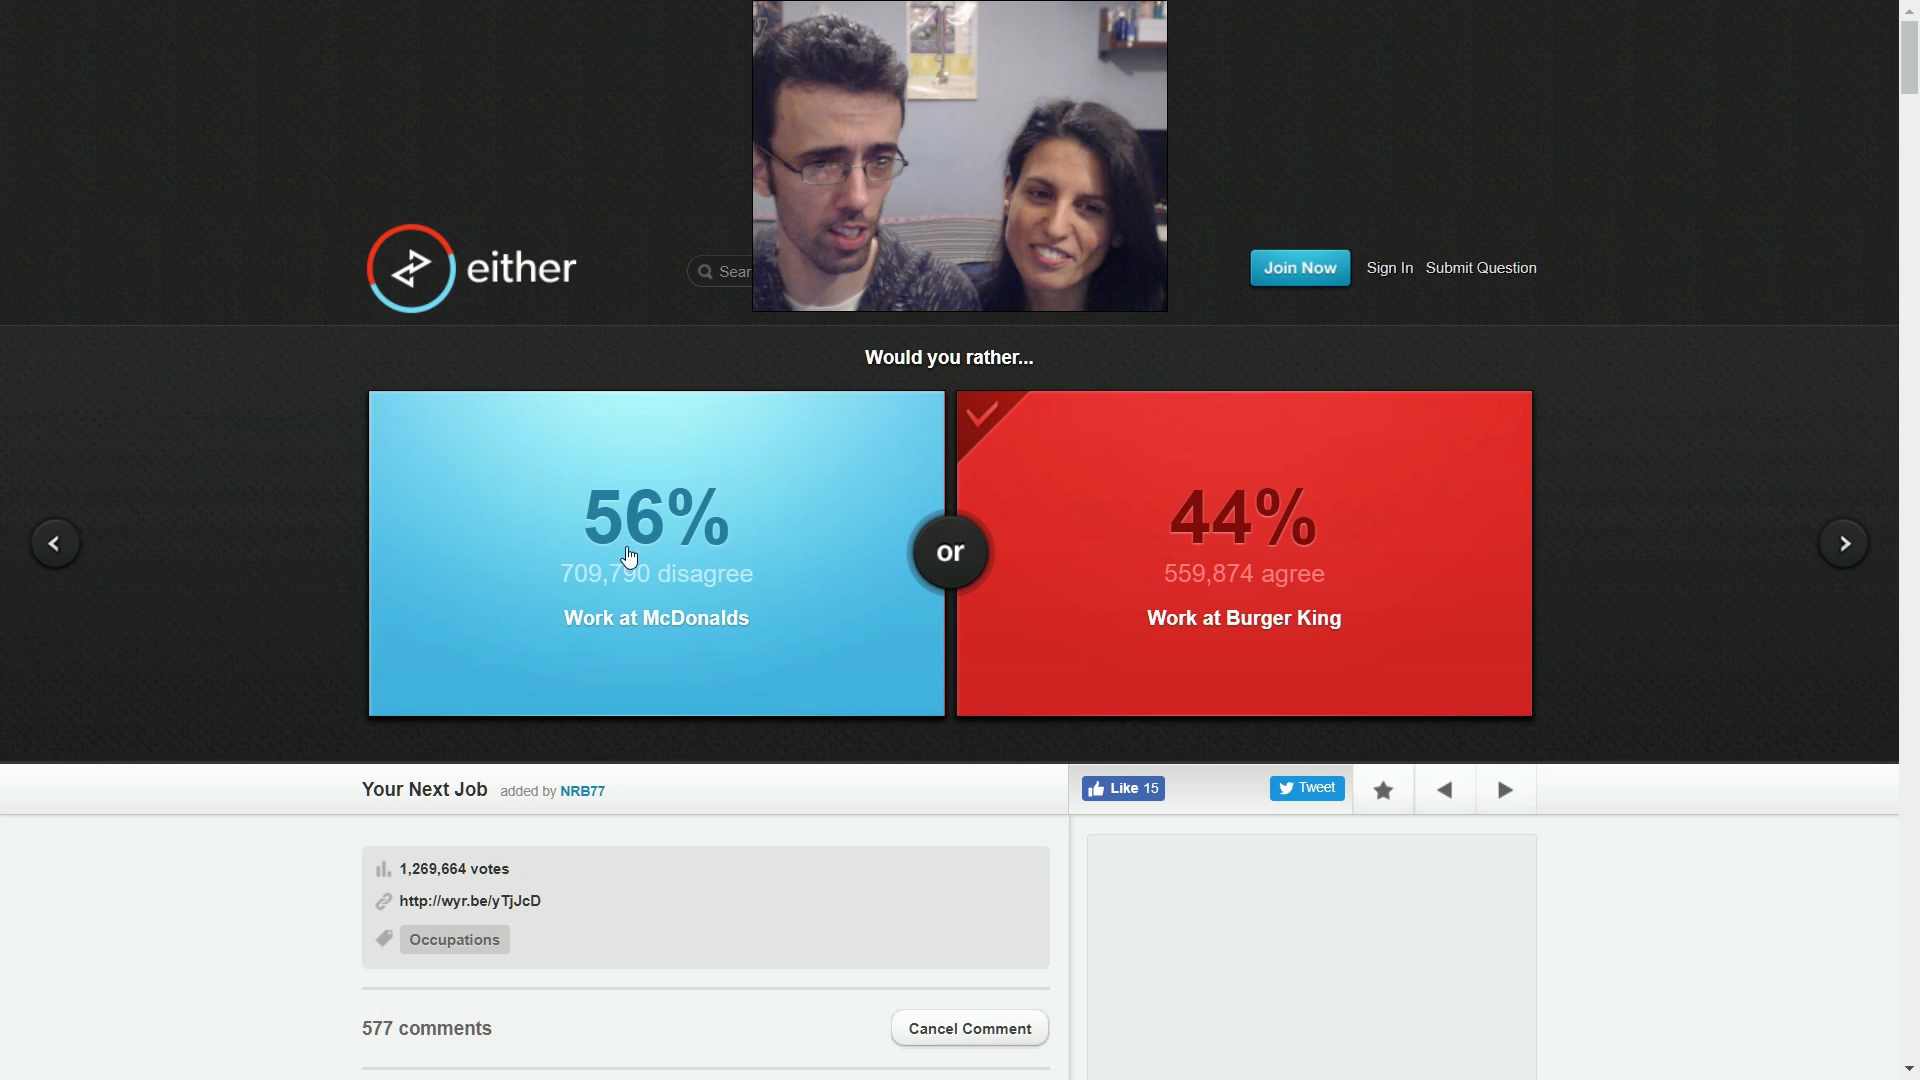 either
Sear
Join Now
Sign In
Submit Question
Would you rather...
56%
709,790 disagree
Work at McDonalds
or
44%
559,874 agree
Work at Burger King
Your Next Job added by NRB77
Like 15
Tweet
1,269,664 votes
http://wyr.be/yTjJcD
Occupations
577 comments
Cancel Comment